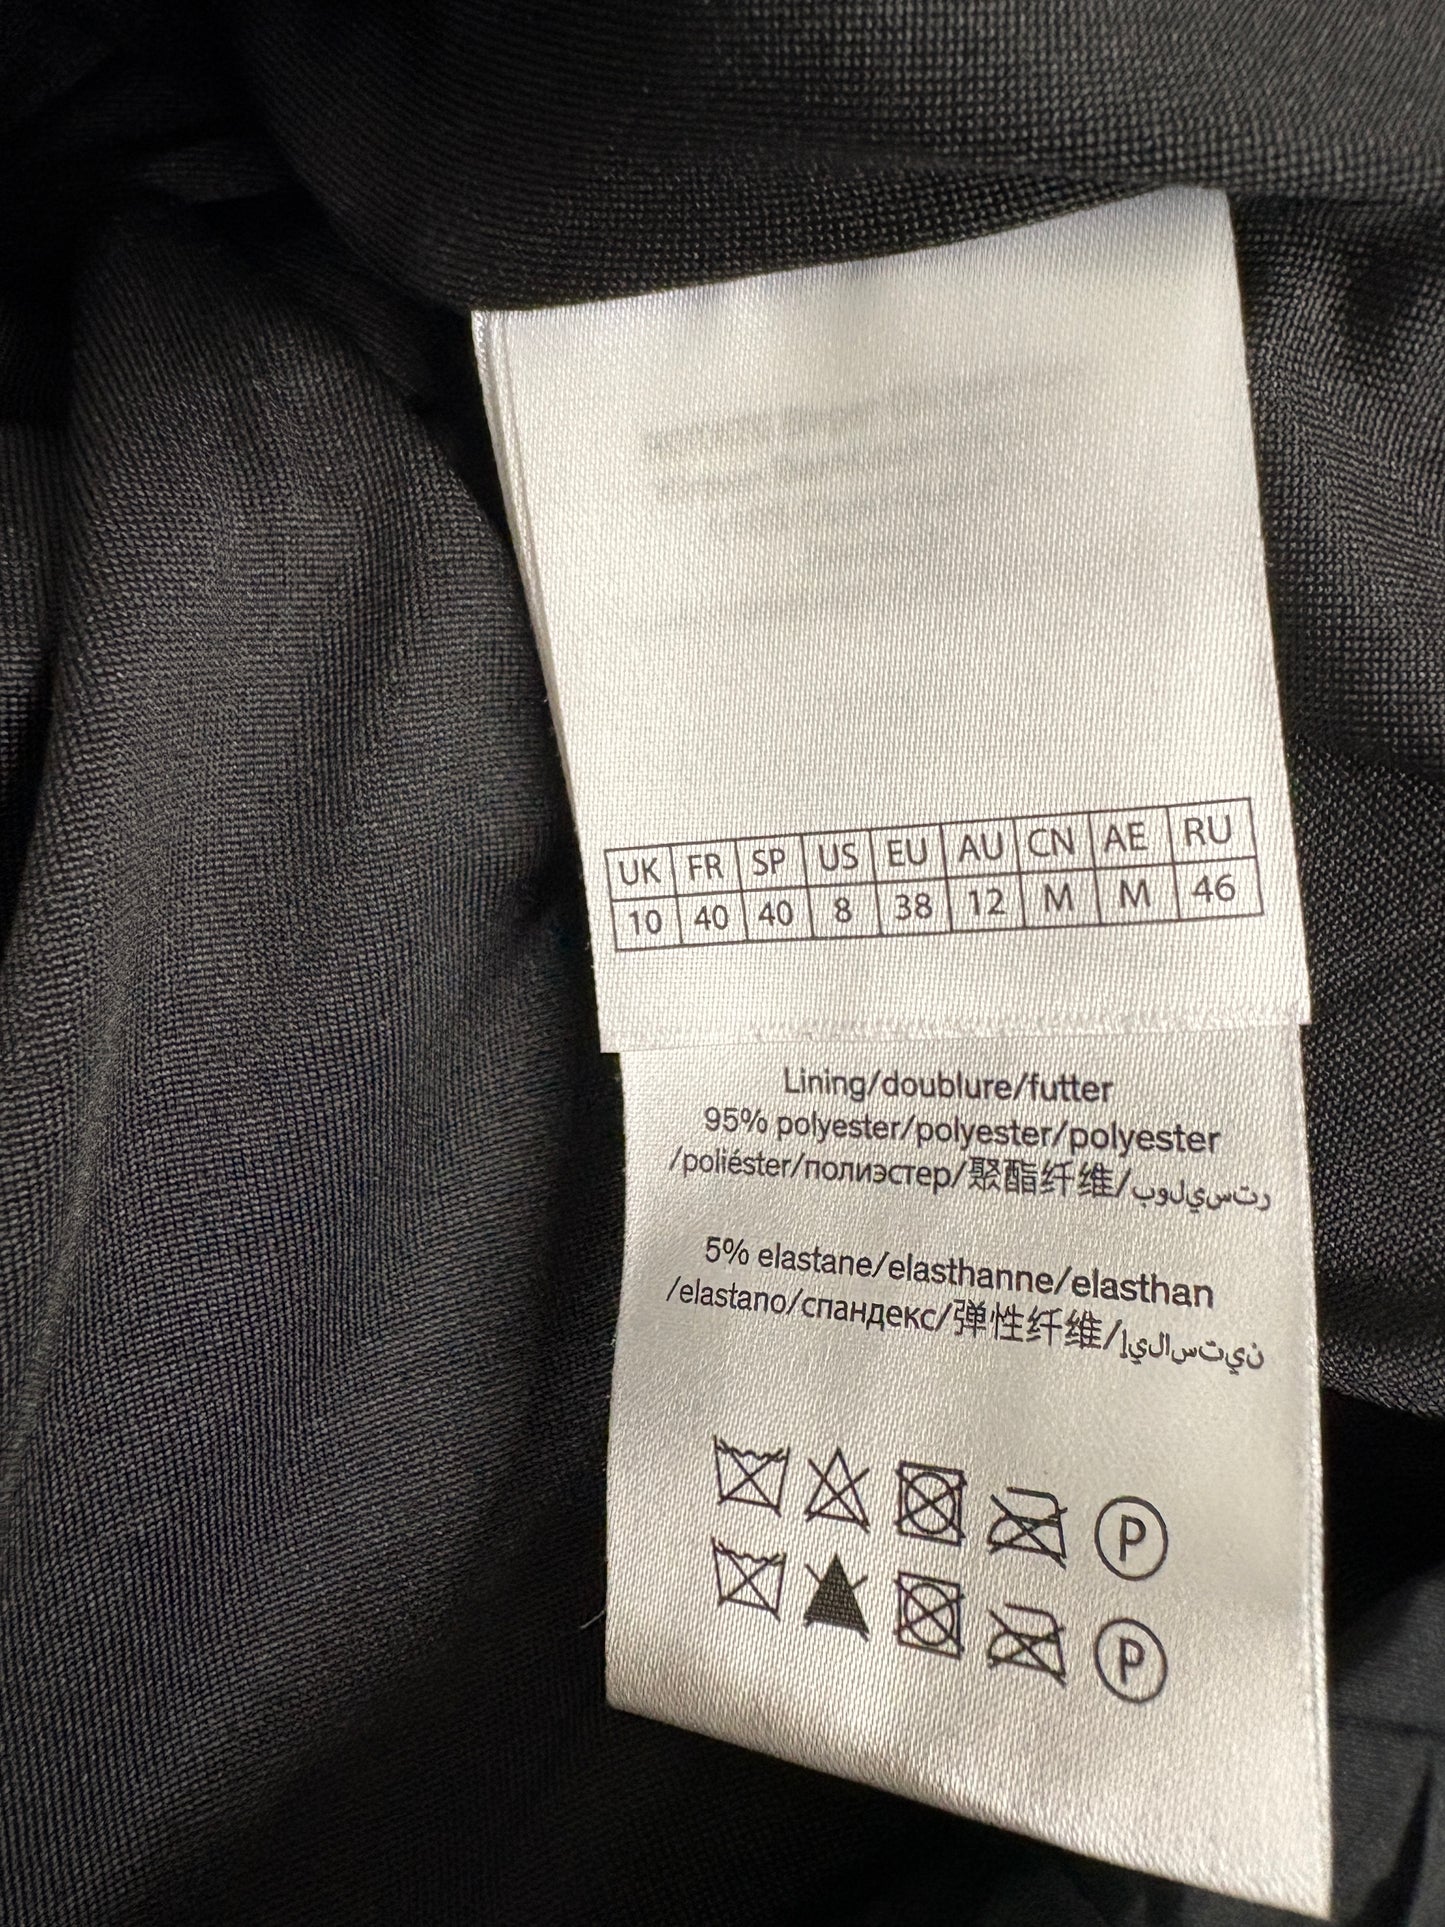 UK FR SP US EU AU CN AE RU
10 40 40 8 38 12 M M 46
Lining/doublure/futter
95% polyester/polyester/polyester
/poliéster/полиэстер/聚酯纤维/بوليستر
5% elastane/elasthanne/elasthan
/elastano/спандекс/弹性纤维/إيلاستين
P
P